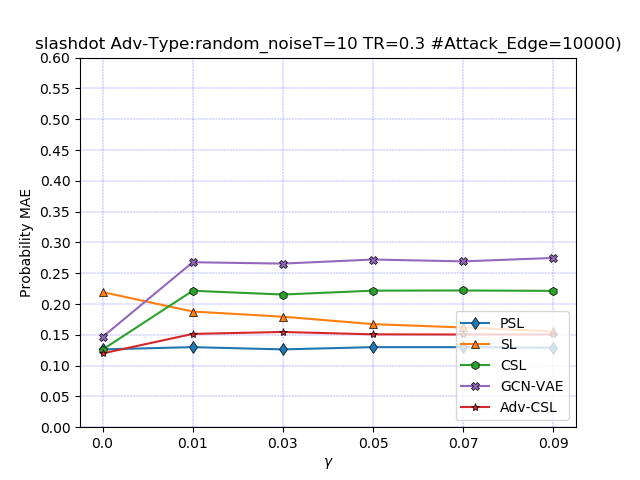 slashdot Adv-Type:random_noiseT=10 TR=0.3 #Attack_Edge=10000)
0.60
0.55
0.50
0.45
0.40
0.35
0.30
0.25
0.20
0.15
0.10
0.05
0.00
Probability MAE
PSL
SL
CSL
GCN-VAE
Adv-CSL
0.0 0.01 0.03 0.05 0.07 0.09
γ